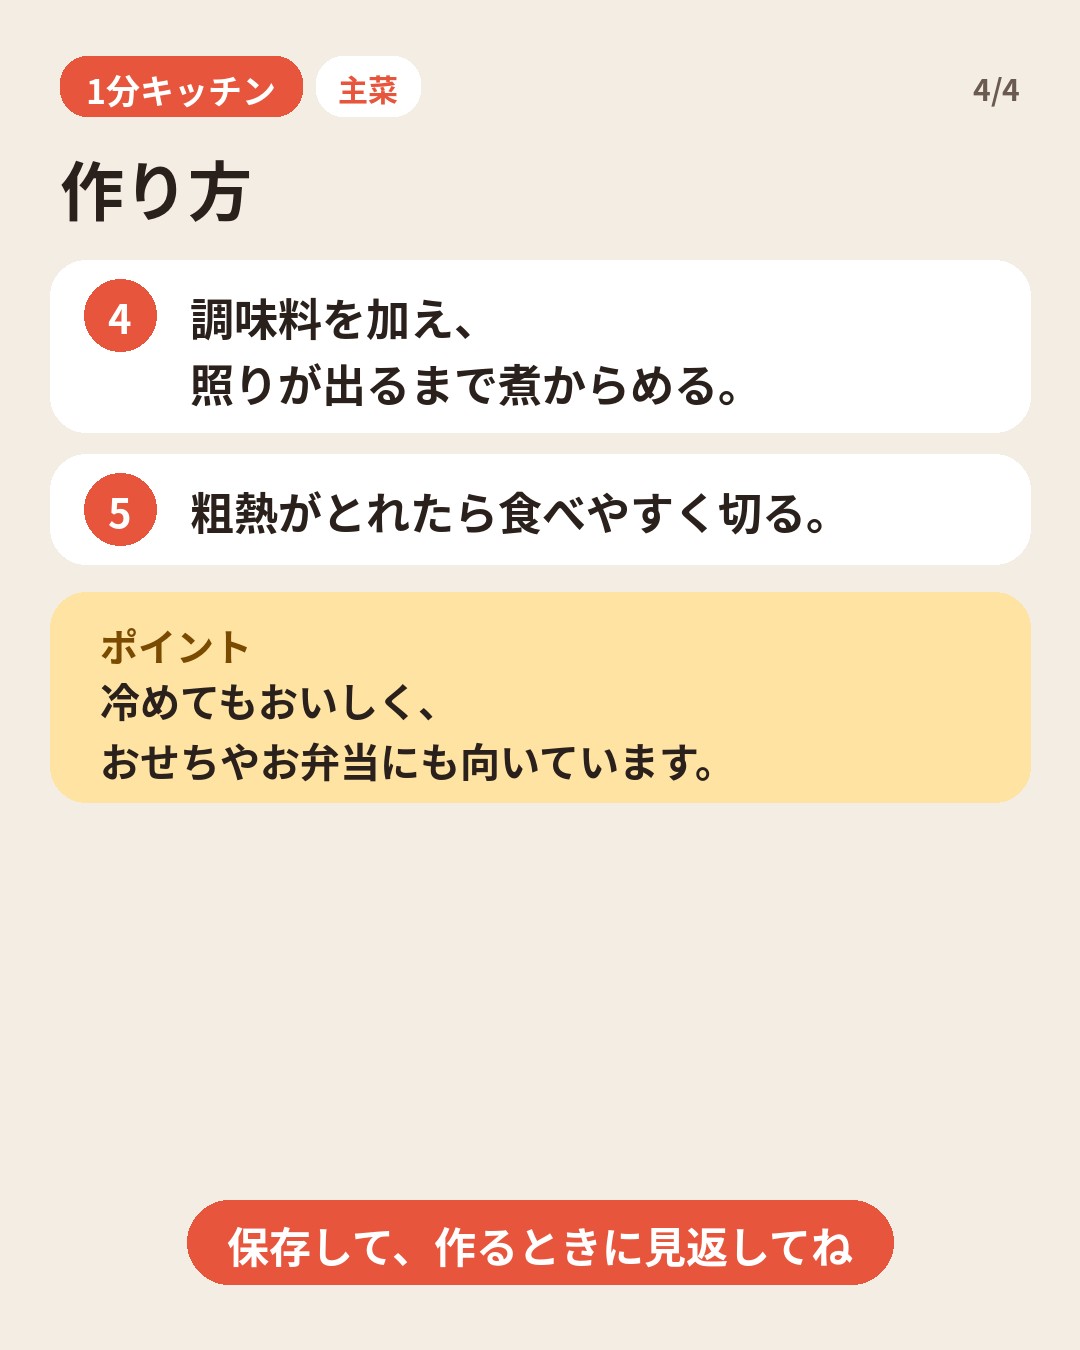 1分キッチン 主菜 4/4
作り方
4 調味料を加え、
照りが出るまで煮からめる。
5 粗熱がとれたら食べやすく切る。
ポイント
冷めてもおいしく、
おせちやお弁当にも向いています。
保存して、作るときに見返してね